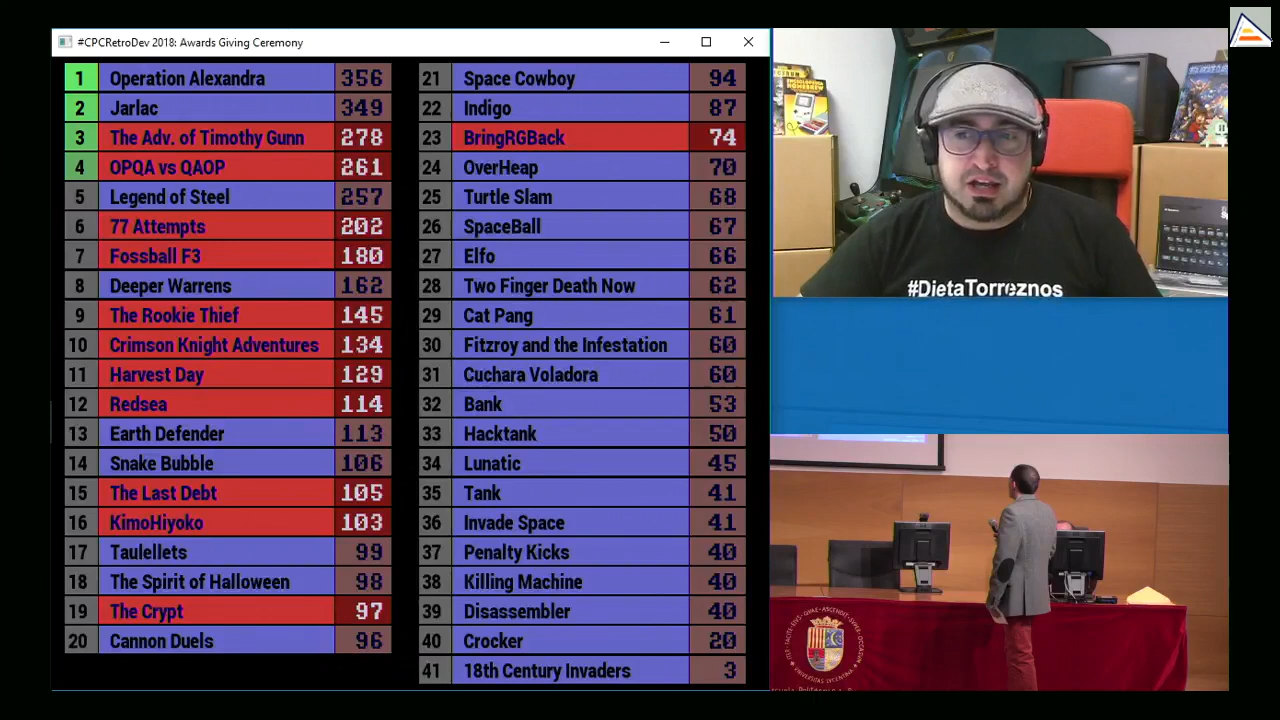 #CPCRetroDev 2018: Awards Giving Ceremony
1 Operation Alexandra 356
2 Jarlac 349
3 The Adv. of Timothy Gunn 278
4 OPQA vs QAOP 261
5 Legend of Steel 257
6 77 Attempts 202
7 Fossball F3 180
8 Deeper Warrens 162
9 The Rookie Thief 145
10 Crimson Knight Adventures 134
11 Harvest Day 129
12 Redsea 114
13 Earth Defender 113
14 Snake Bubble 106
15 The Last Debt 105
16 KimoHiyoko 103
17 Taulellets 99
18 The Spirit of Halloween 98
19 The Crypt 97
20 Cannon Duels 96
21 Space Cowboy 94
22 Indigo 87
23 BringRGBack 74
24 OverHeap 70
25 Turtle Slam 68
26 SpaceBall 67
27 Elfo 66
28 Two Finger Death Now 62
29 Cat Pang 61
30 Fitzroy and the Infestation 60
31 Cuchara Voladora 60
32 Bank 53
33 Hacktank 50
34 Lunatic 45
35 Tank 41
36 Invade Space 41
37 Penalty Kicks 40
38 Killing Machine 40
39 Disassembler 40
40 Crocker 20
41 18th Century Invaders 3
#DietaTorreznos